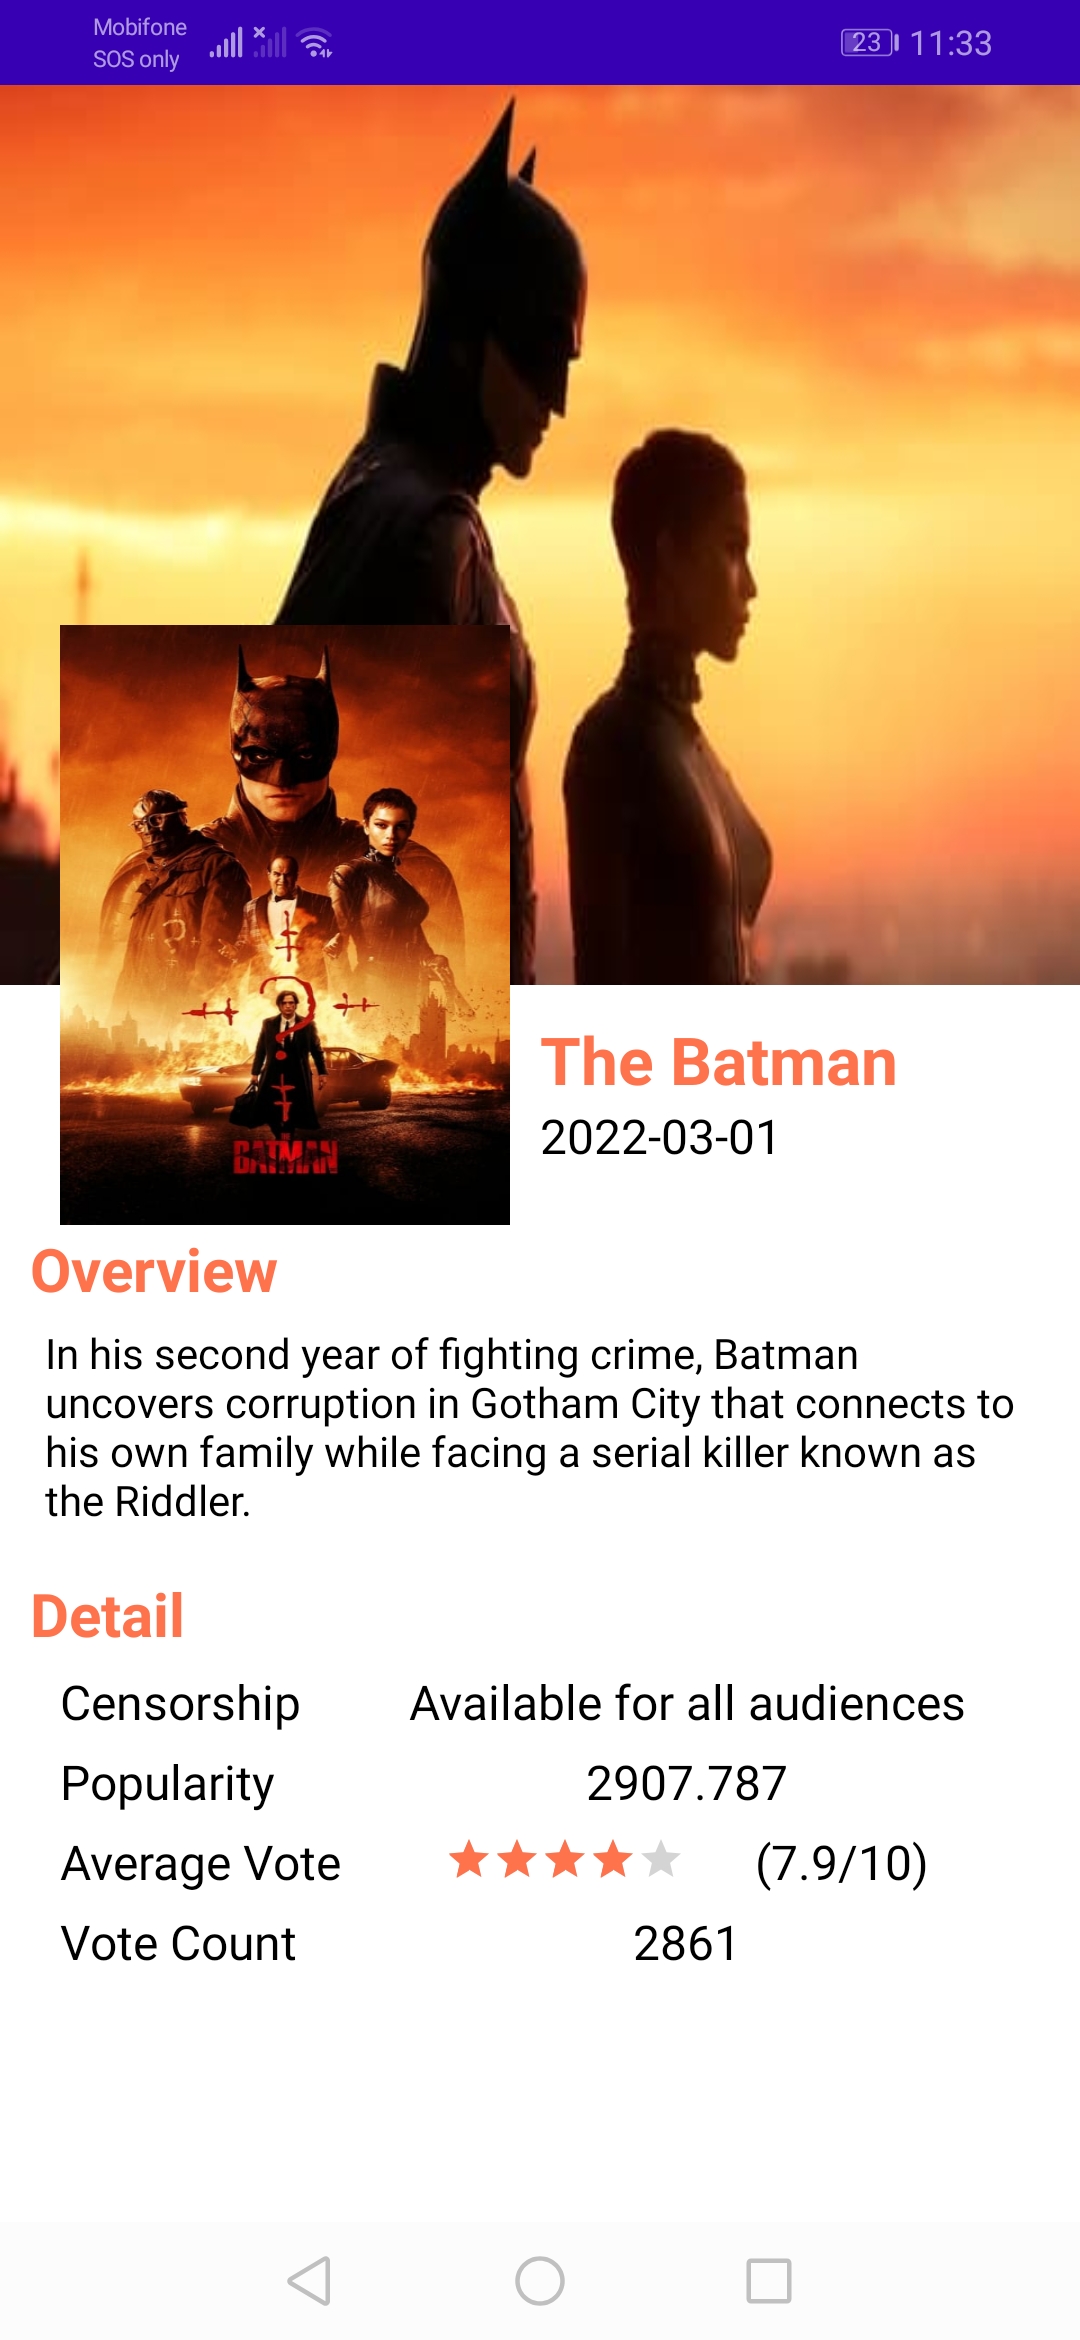 Mobifone
SOS only
23 11:33
BATMAN
The Batman
2022-03-01
Overview
In his second year of fighting crime, Batman
uncovers corruption in Gotham City that connects to
his own family while facing a serial killer known as
the Riddler.
Detail
Censorship Available for all audiences
Popularity 2907.787
Average Vote (7.9/10)
Vote Count 2861